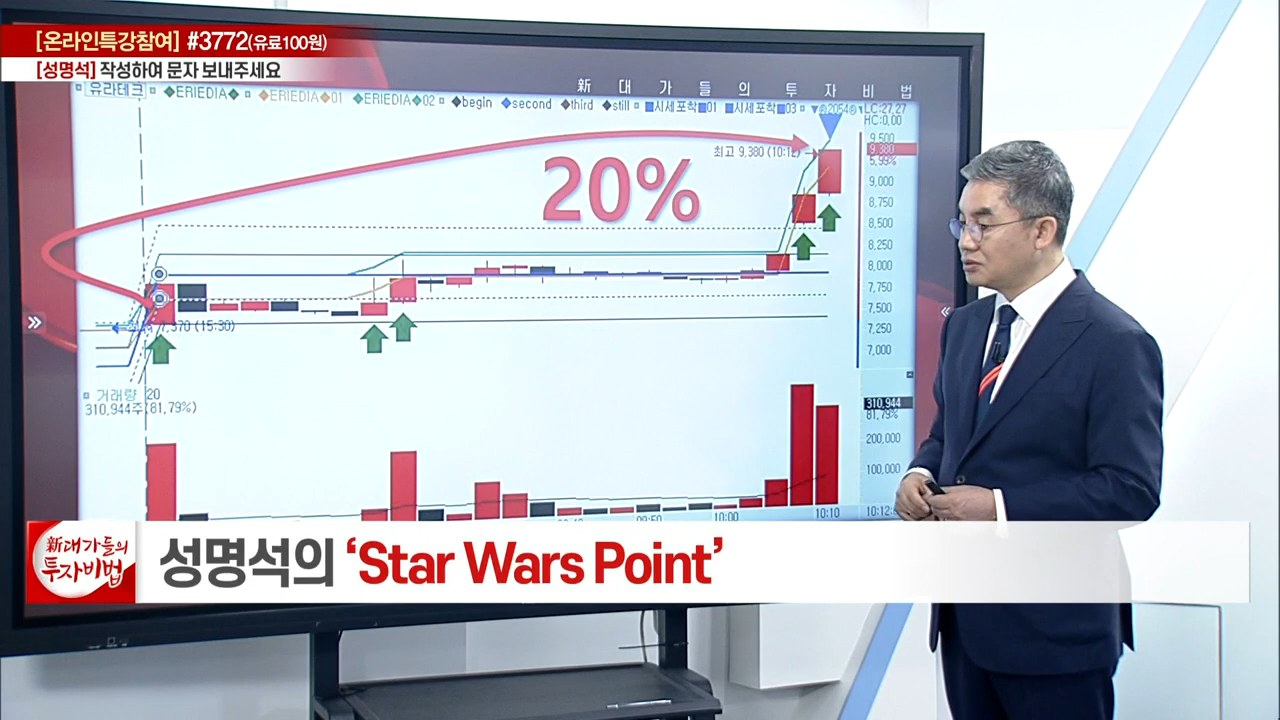 [온라인특강참여] #3772(유료100원)
[성명석] 작성하여 문자 보내주세요
新 대 가 들 의 투 자 비 법
유라테크 ERIEDIA ERIEDIA 01 ERIEDIA 02 begin second third still 시세포착 01 시세포착 03
LC:27,27
HC:0,00
최고 9,380 (10:12)
20%
9,500
9,380
5,99%
9,000
8,750
8,500
8,250
8,000
7,750
7,500
7,250
7,000
7,370 (15:30)
거래량 20
310,944주(81,79%)
310,944
81,79%
200,000
100,000
09:50 10:00 10:10 10:12:
新대가들의
투자비법
성명석의 ‘Star Wars Point’